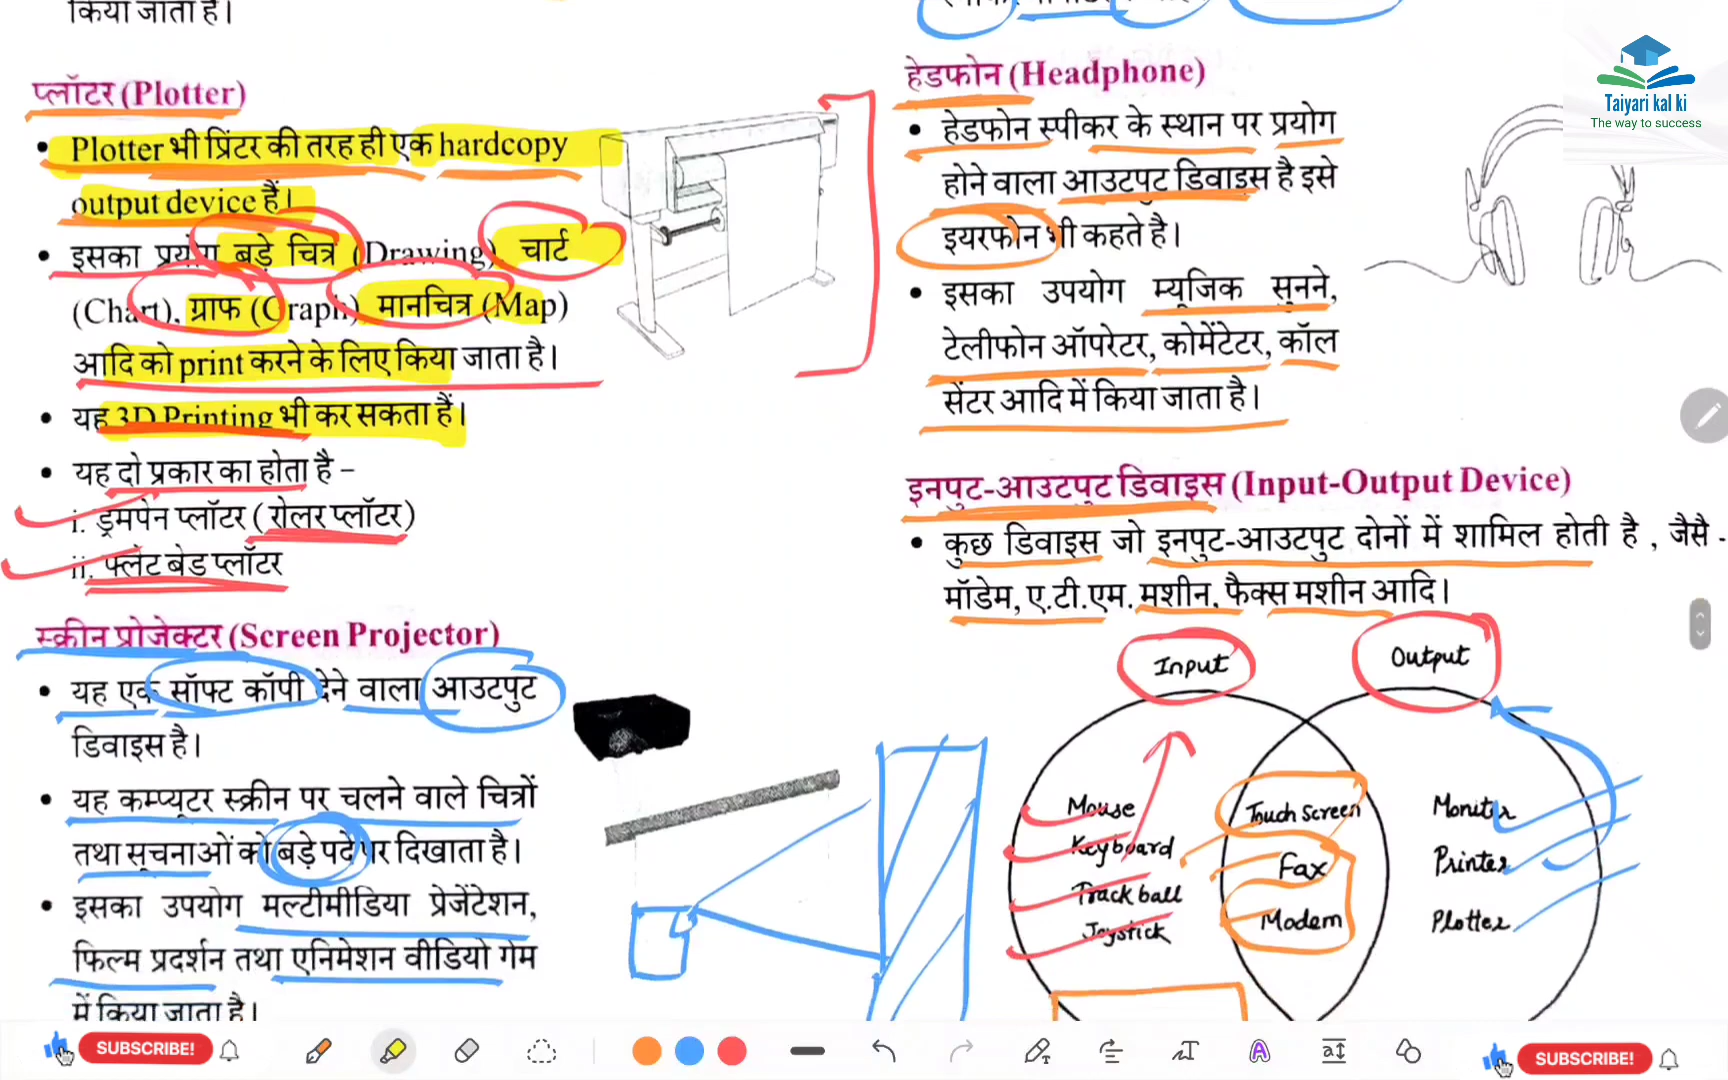 किया जाता है।
प्लॉटर (Plotter)
• Plotter भी प्रिंटर की तरह ही एक hardcopy
output device हैं।
• इसका प्रयोग बड़े चित्र (Drawing), चार्ट
(Chart), ग्राफ (Graph) मानचित्र (Map)
आदि को print करने के लिए किया जाता है।
• यह 3D Printing भी कर सकता हैं।
• यह दो प्रकार का होता है –
i. ड्रमपेन प्लॉटर (रोलर प्लॉटर)
ii. फ्लैट बेड प्लॉटर
स्क्रीन प्रोजेक्टर (Screen Projector)
• यह एक सॉफ्ट कॉपी देने वाला आउटपुट
डिवाइस है।
• यह कम्प्यूटर स्क्रीन पर चलने वाले चित्रों
तथा सूचनाओं को बड़े पर्दे पर दिखाता है।
• इसका उपयोग मल्टीमीडिया प्रेजेंटेशन,
फिल्म प्रदर्शन तथा एनिमेशन वीडियो गेम
में किया जाता है।
हेडफोन (Headphone)
• हेडफोन स्पीकर के स्थान पर प्रयोग
होने वाला आउटपुट डिवाइस है इसे
इयरफोन भी कहते है।
• इसका उपयोग म्यूजिक सुनने,
टेलीफोन ऑपरेटर, कोमेंटेटर, कॉल
सेंटर आदि में किया जाता है।
इनपुट-आउटपुट डिवाइस (Input-Output Device)
• कुछ डिवाइस जो इनपुट-आउटपुट दोनों में शामिल होती है , जैसे -
मॉडेम, ए.टी.एम. मशीन, फैक्स मशीन आदि।
Input
Output
Mouse
Keyboard
Track ball
Joystick
Touch Screen
Fax
Modem
Monitor
Printer
Plotter
Taiyari kal ki
The way to success
SUBSCRIBE!
SUBSCRIBE!